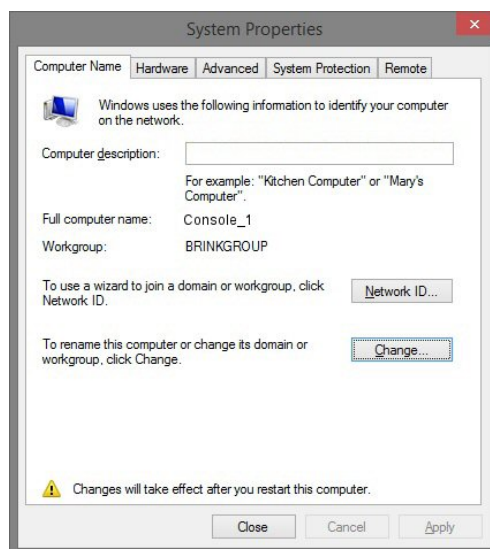 System Properties
Computer Name Hardware Advanced System Protection Remote
Windows uses the following information to identify your computer
on the network.
Computer description:
For example: "Kitchen Computer" or "Mary's
Computer".
Full computer name: Console_1
Workgroup: BRINKGROUP
To use a wizard to join a domain or workgroup, click
Network ID.
Network ID...
To rename this computer or change its domain or
workgroup, click Change.
Change...
Changes will take effect after you restart this computer.
Close Cancel Apply